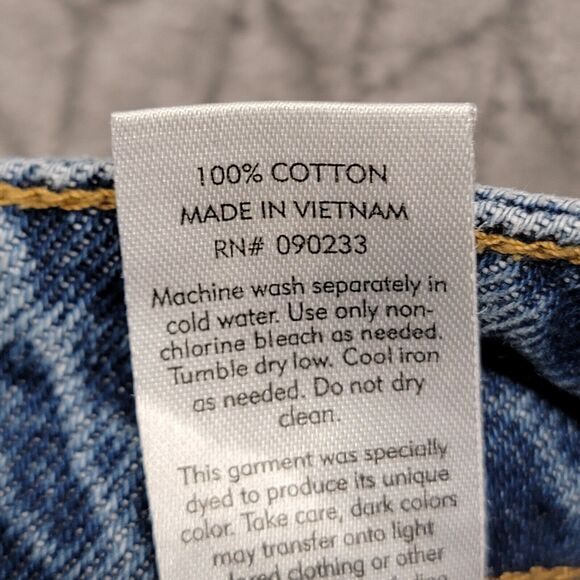 100% COTTON
MADE IN VIETNAM
RN# 090233
Machine wash separately in
cold water. Use only non-
chlorine bleach as needed.
Tumble dry low. Cool iron
as needed. Do not dry
clean.
This garment was specially
dyed to produce its unique
color. Take care, dark colors
may transfer onto light
clothing or other